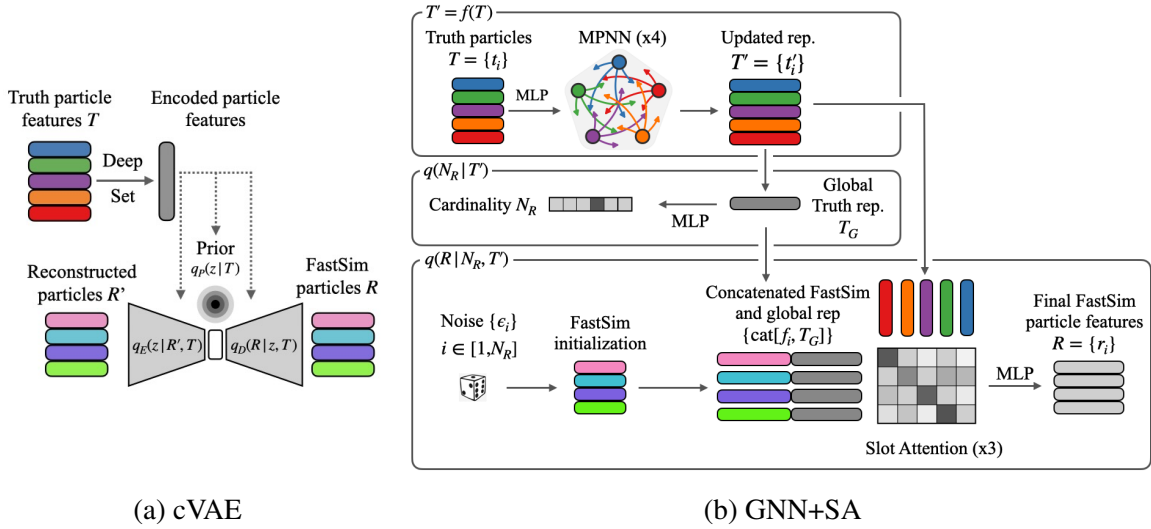 Truth particle
features T
Encoded particle
features
Deep
Set
Prior
q_P(z|T)
Reconstructed
particles R'
FastSim
particles R
q_E(z|R', T)
q_D(R|z, T)
(a) cVAE
T' = f(T)
Truth particles
T = {t_i}
MLP
MPNN (x4)
Updated rep.
T' = {t'_i}
q(N_R|T')
Cardinality N_R
MLP
Global
Truth rep.
T_G
q(R|N_R, T')
Noise {ϵ_i}
i ∈ [1,N_R]
FastSim
initialization
Concatenated FastSim
and global rep
{cat[f_i, T_G]}
Slot Attention (x3)
MLP
Final FastSim
particle features
R = {r_i}
(b) GNN+SA